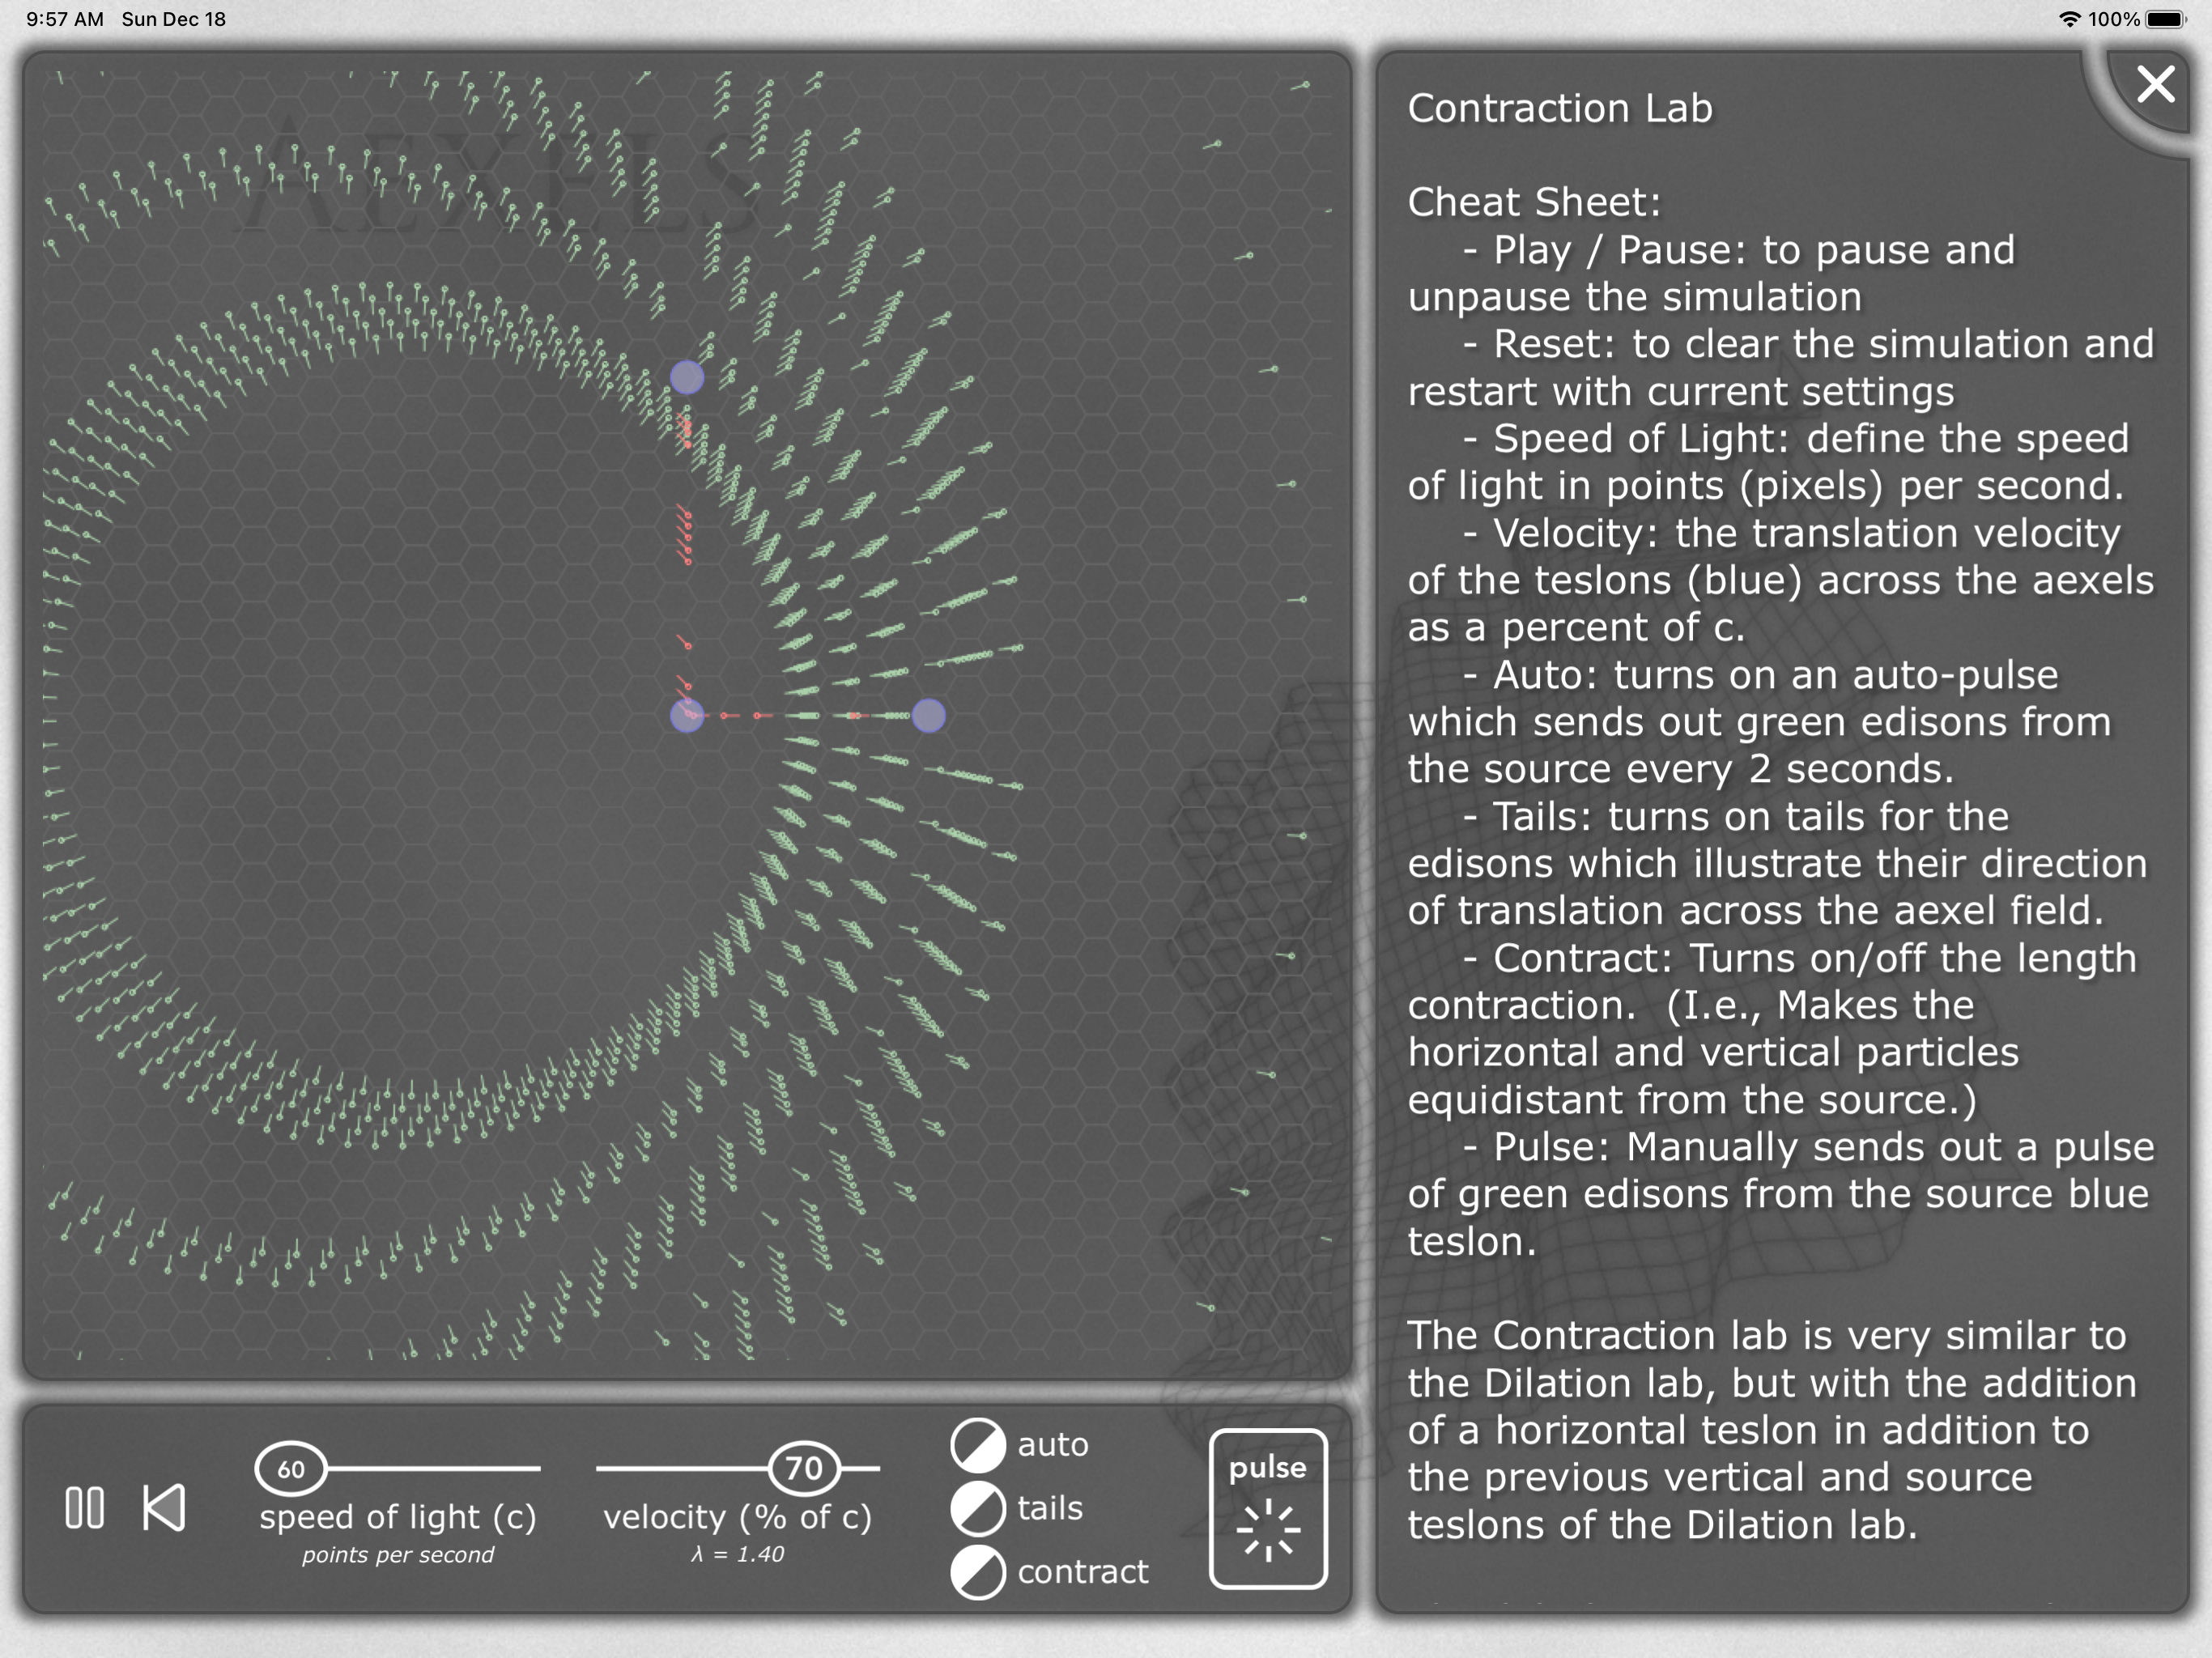 9:57 AM Sun Dec 18
100%
AEXELS
Contraction Lab
Cheat Sheet:
- Play / Pause: to pause and
unpause the simulation
- Reset: to clear the simulation and
restart with current settings
- Speed of Light: define the speed
of light in points (pixels) per second.
- Velocity: the translation velocity
of the teslons (blue) across the aexels
as a percent of c.
- Auto: turns on an auto-pulse
which sends out green edisons from
the source every 2 seconds.
- Tails: turns on tails for the
edisons which illustrate their direction
of translation across the aexel field.
- Contract: Turns on/off the length
contraction. (I.e., Makes the
horizontal and vertical particles
equidistant from the source.)
- Pulse: Manually sends out a pulse
of green edisons from the source blue
teslon.
The Contraction lab is very similar to
the Dilation lab, but with the addition
of a horizontal teslon in addition to
the previous vertical and source
teslons of the Dilation lab.
60
speed of light (c)
points per second
70
velocity (% of c)
λ = 1.40
auto
tails
contract
pulse